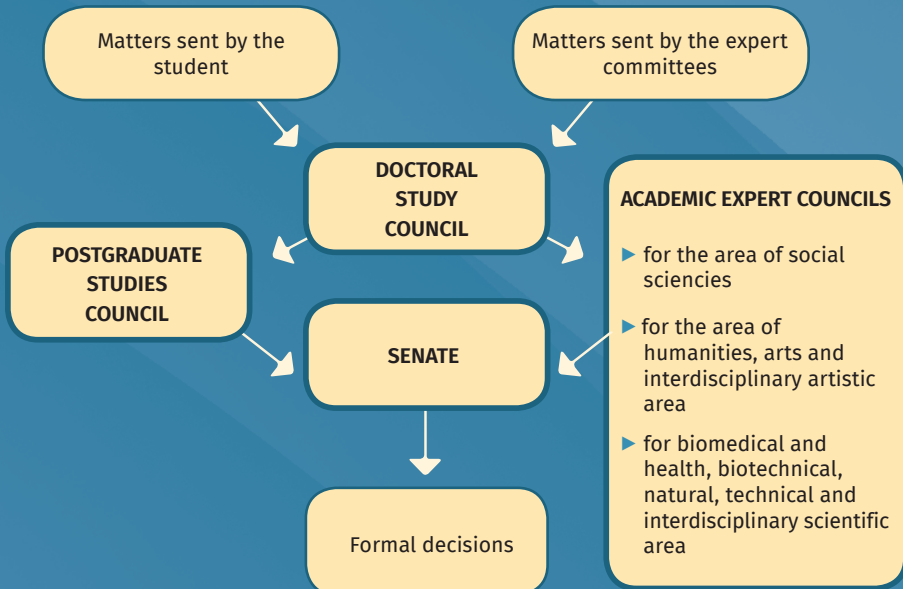 Matters sent by the
student
Matters sent by the expert
committees
DOCTORAL
STUDY
COUNCIL
POSTGRADUATE
STUDIES
COUNCIL
ACADEMIC EXPERT COUNCILS
for the area of social
sciencies
for the area of
humanities, arts and
interdisciplinary artistic
area
for biomedical and
health, biotechnical,
natural, technical and
interdisciplinary scientific
area
SENATE
Formal decisions